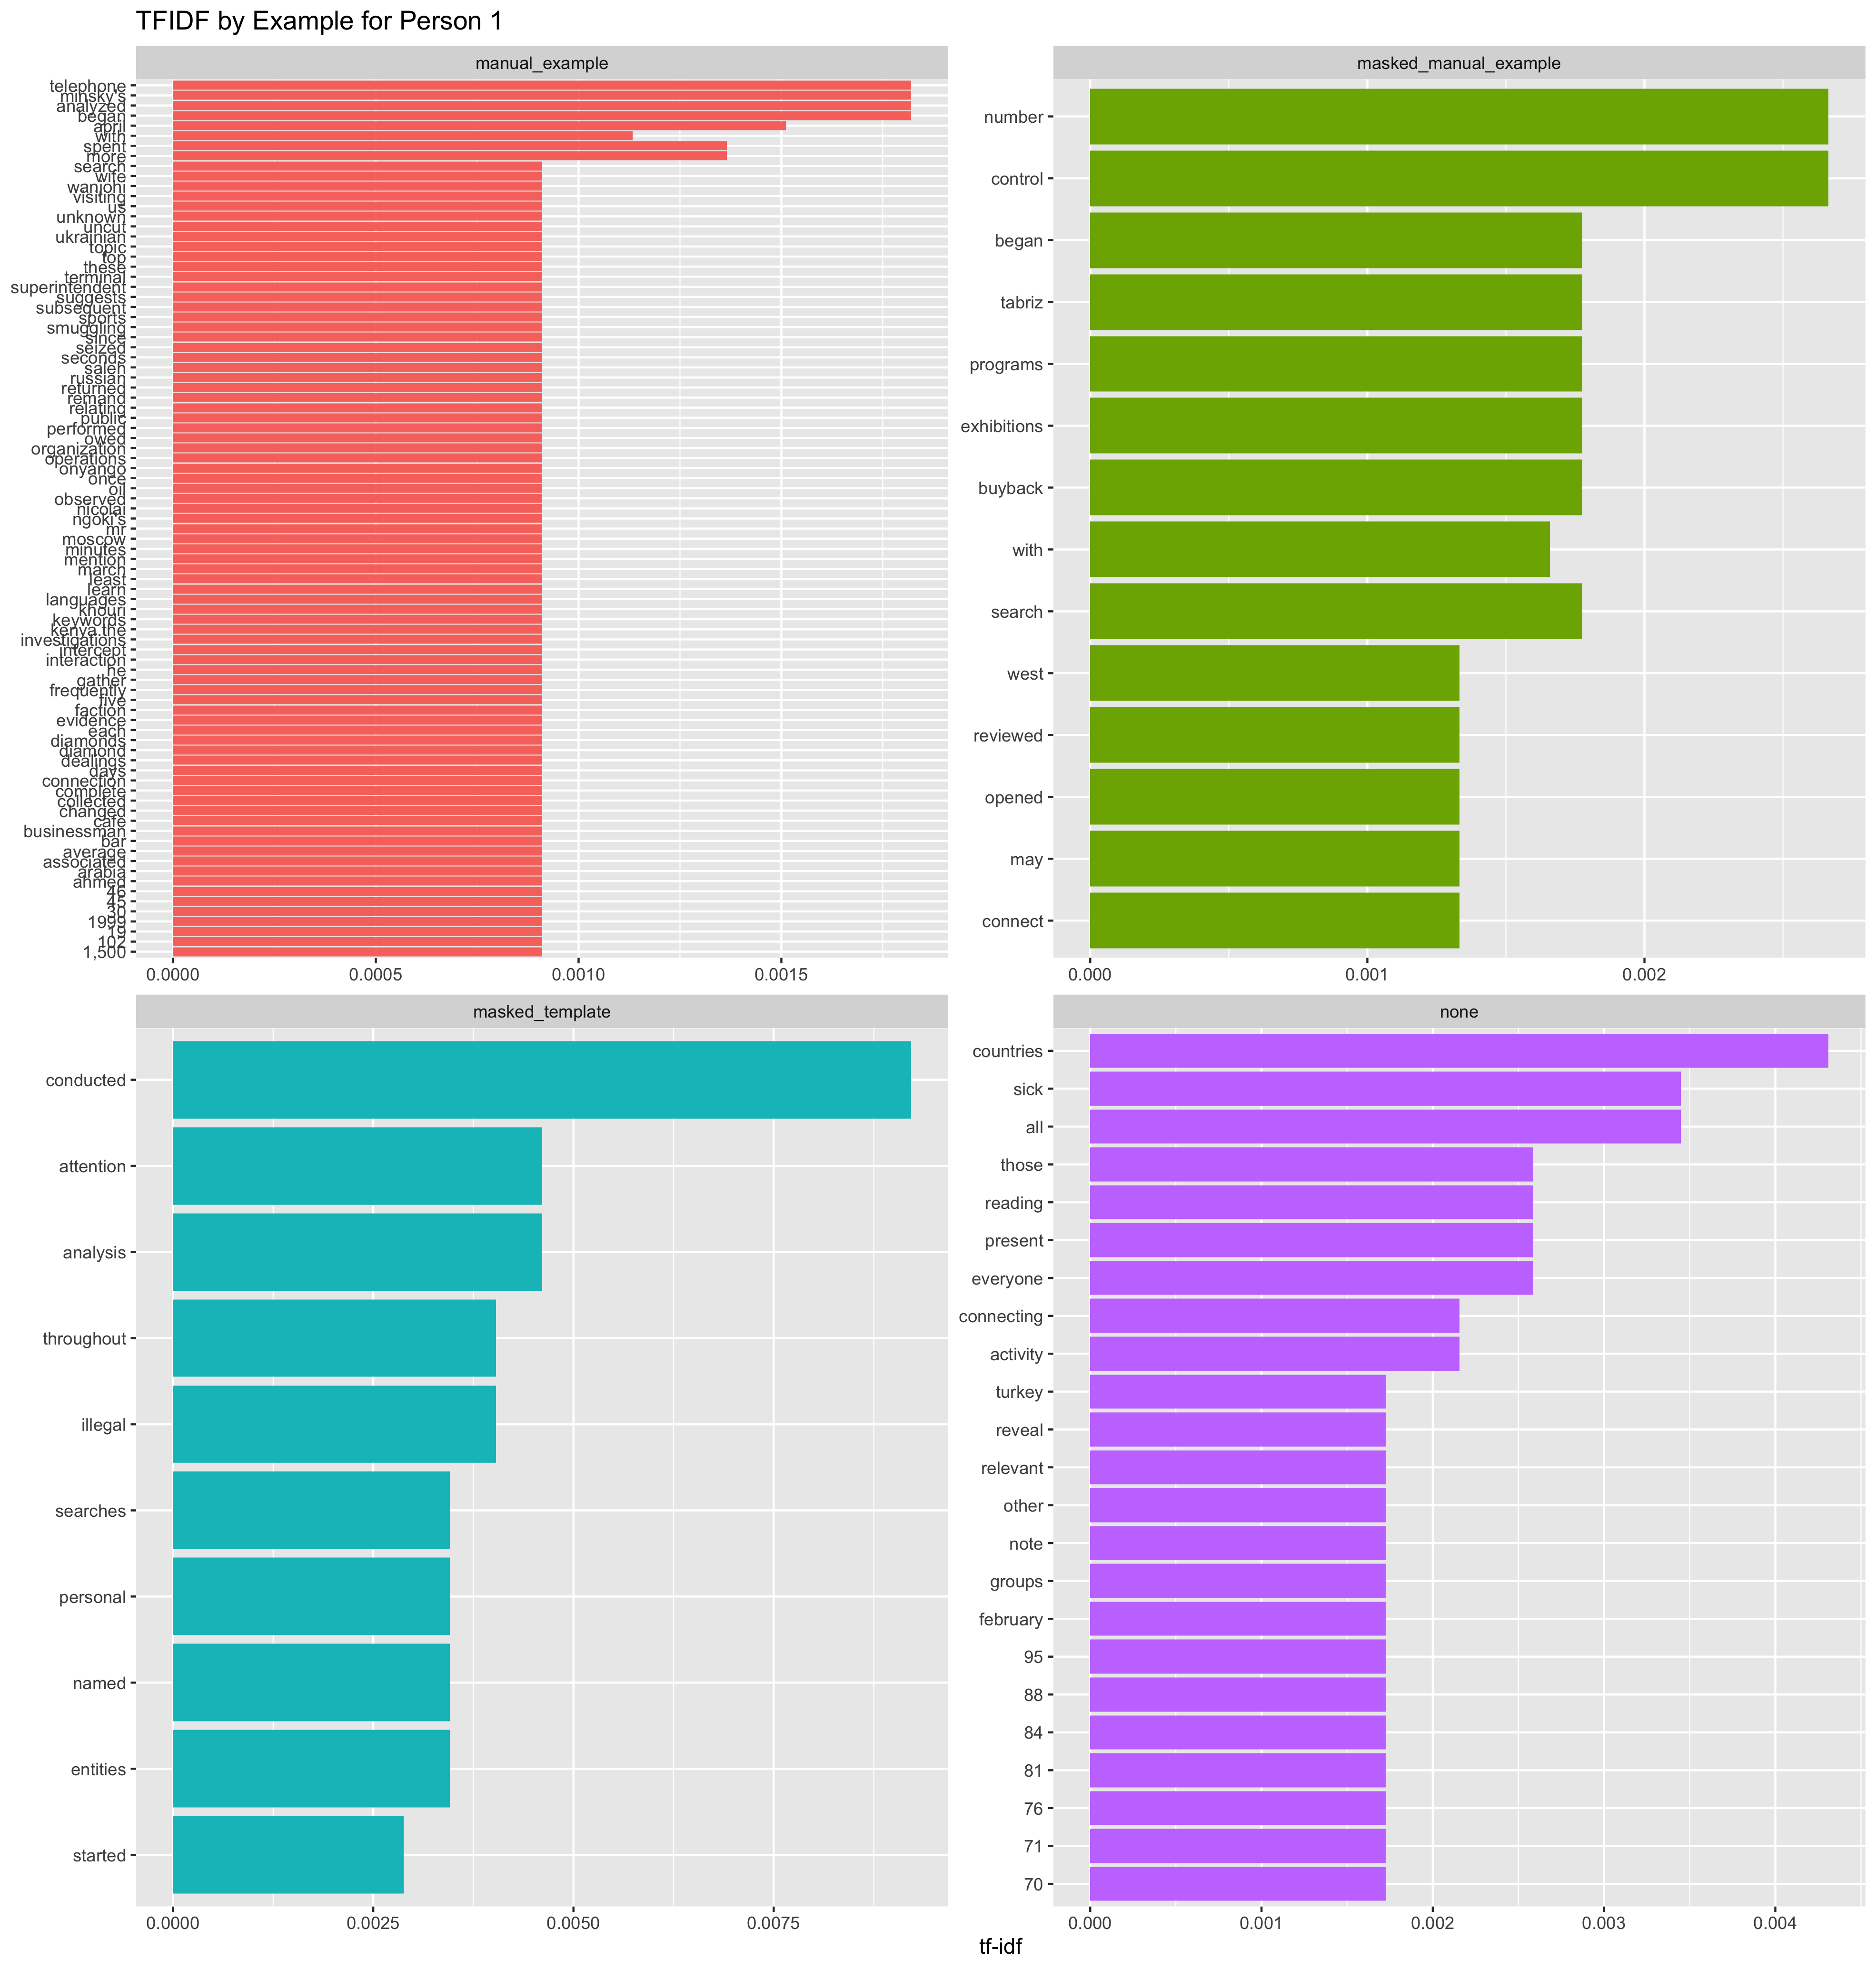 TFIDF by Example for Person 1
manual_example
telephone
minsky's
analyzed
began
april
with
spent
more
search
wife
wanjohi
visiting
us
unknown
uncut
ukrainian
topic
top
these
terminal
superintendent
suggests
subsequent
sports
smuggling
since
seized
seconds
saleh
russian
returned
remand
relating
public
performed
owed
organization
operations
onyango
once
oil
observed
nicolai
ngoki's
mr
moscow
minutes
mention
march
least
learn
languages
khouri
keywords
kenya.the
investigations
intercept
interaction
he
gather
frequently
five
faction
evidence
each
diamonds
diamond
dealings
days
connection
complete
collected
changed
cafe
businessman
bar
average
associated
arabia
ahmed
46
45
30
1999
19
102
1,500
0.0000 0.0005 0.0010 0.0015
masked_manual_example
number
control
began
tabriz
programs
exhibitions
buyback
with
search
west
reviewed
opened
may
connect
0.000 0.001 0.002
masked_template
conducted
attention
analysis
throughout
illegal
searches
personal
named
entities
started
0.0000 0.0025 0.0050 0.0075
none
countries
sick
all
those
reading
present
everyone
connecting
activity
turkey
reveal
relevant
other
note
groups
february
95
88
84
81
76
71
70
0.000 0.001 0.002 0.003 0.004
tf-idf